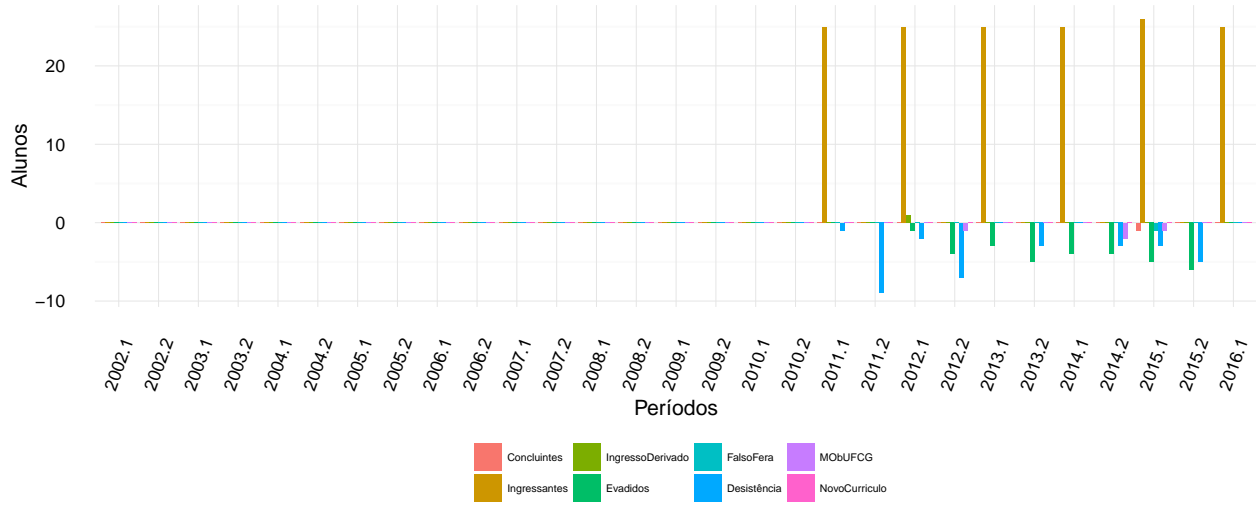 20
10
0
−10
Alunos
2002.1 2002.2 2003.1 2003.2 2004.1 2004.2 2005.1 2005.2 2006.1 2006.2 2007.1 2007.2 2008.1 2008.2 2009.1 2009.2 2010.1 2010.2 2011.1 2011.2 2012.1 2012.2 2013.1 2013.2 2014.1 2014.2 2015.1 2015.2 2016.1
Períodos
Concluintes IngressoDerivado FalsoFera MObUFCG
Ingressantes Evadidos Desistência NovoCurriculo